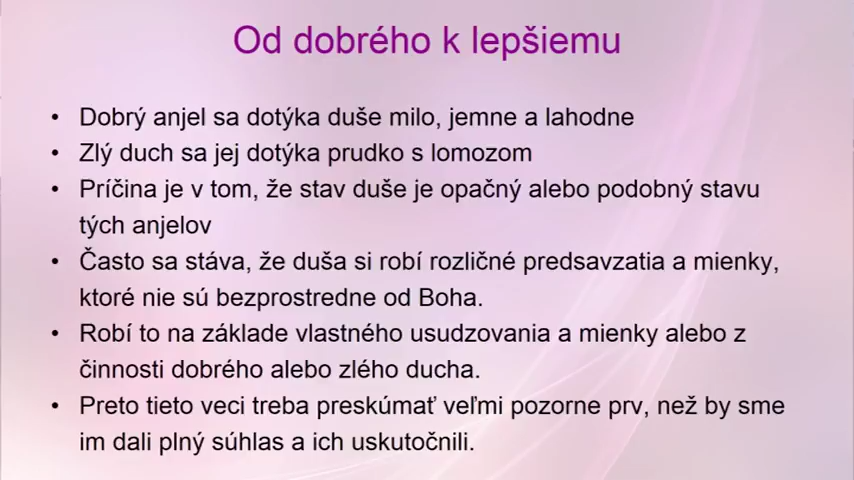 Od dobrého k lepšiemu
• Dobrý anjel sa dotýka duše milo, jemne a lahodne
• Zlý duch sa jej dotýka prudko s lomozom
• Príčina je v tom, že stav duše je opačný alebo podobný stavu
tých anjelov
• Často sa stáva, že duša si robí rozličné predsavzatia a mienky,
ktoré nie sú bezprostredne od Boha.
• Robí to na základe vlastného usudzovania a mienky alebo z
činnosti dobrého alebo zlého ducha.
• Preto tieto veci treba preskúmať veľmi pozorne prv, než by sme
im dali plný súhlas a ich uskutočnili.